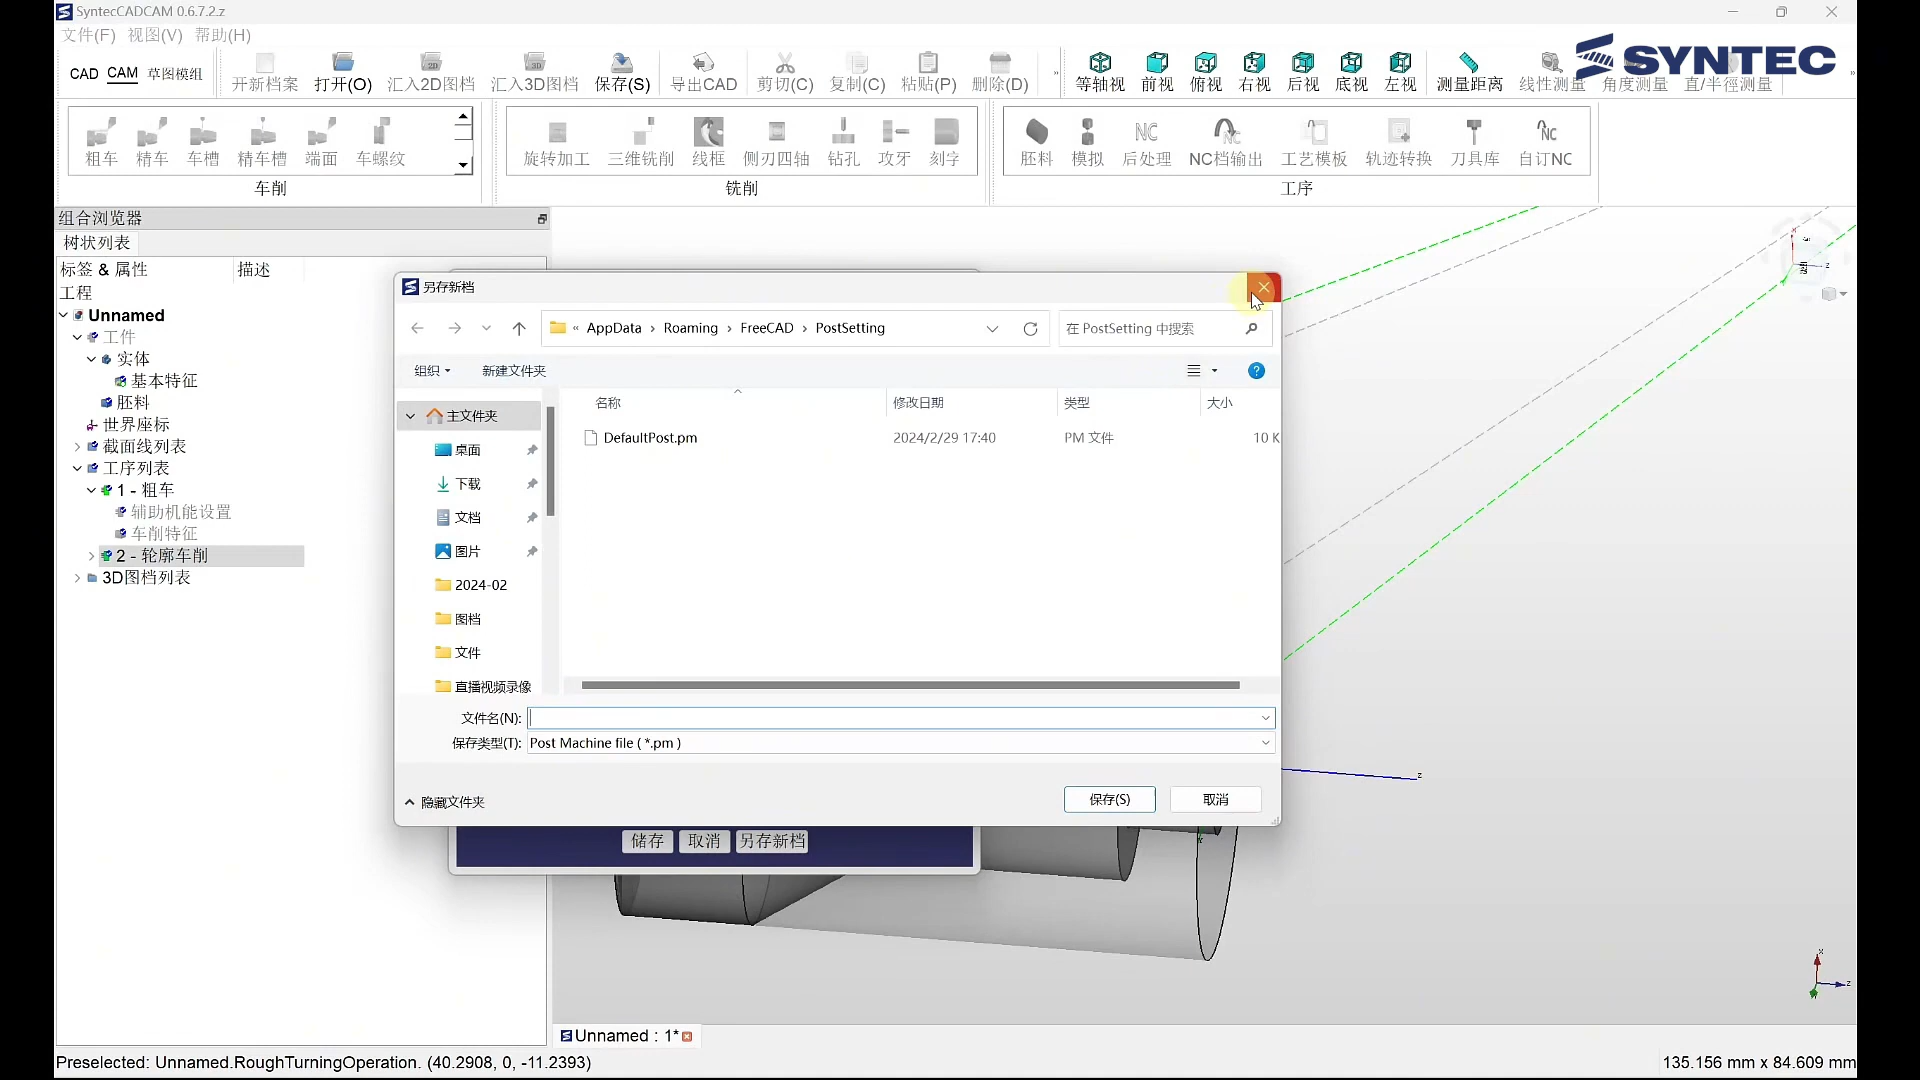 SyntecCADCAM 0.6.7.2.z
文件(F) 视图(V) 帮助(H)
CAD CAM 草图模组
开新档案 打开(O) 汇入2D图档 汇入3D图档 保存(S) 导出CAD 剪切(C) 复制(C) 粘贴(P) 删除(D) » 等轴视 前视 俯视 右视 后视 底视 左视 测量距离 线性测量 角度测量 直/半徑测量
SYNTEC
粗车 精车 车槽 精车槽 端面 车螺纹
车削
旋转加工 三维铣削 线框 侧刃四轴 钻孔 攻牙 刻字
铣削
胚料 模拟 后处理 NC档输出 工艺模板 轨迹转换 刀具库 自订NC
工序
组合浏览器
树状列表
标签 & 属性 描述
工程
Unnamed
工件
实体
基本特征
胚料
世界座标
截面线列表
工序列表
1 - 粗车
辅助机能设置
车削特征
2 - 轮廓车削
3D图档列表
另存新档
« AppData › Roaming › FreeCAD › PostSetting
在 PostSetting 中搜索
组织 新建文件夹
名称 修改日期 类型 大小
DefaultPost.pm 2024/2/29 17:40 PM 文件 10 K
主文件夹
桌面
下载
文档
图片
2024-02
图档
文件
直播视频录像
文件名(N):
保存类型(T): Post Machine file ( *.pm )
隐藏文件夹
保存(S) 取消
储存 取消 另存新档
Unnamed : 1*
Preselected: Unnamed.RoughTurningOperation. (40.2908, 0, -11.2393)
135.156 mm x 84.609 mm